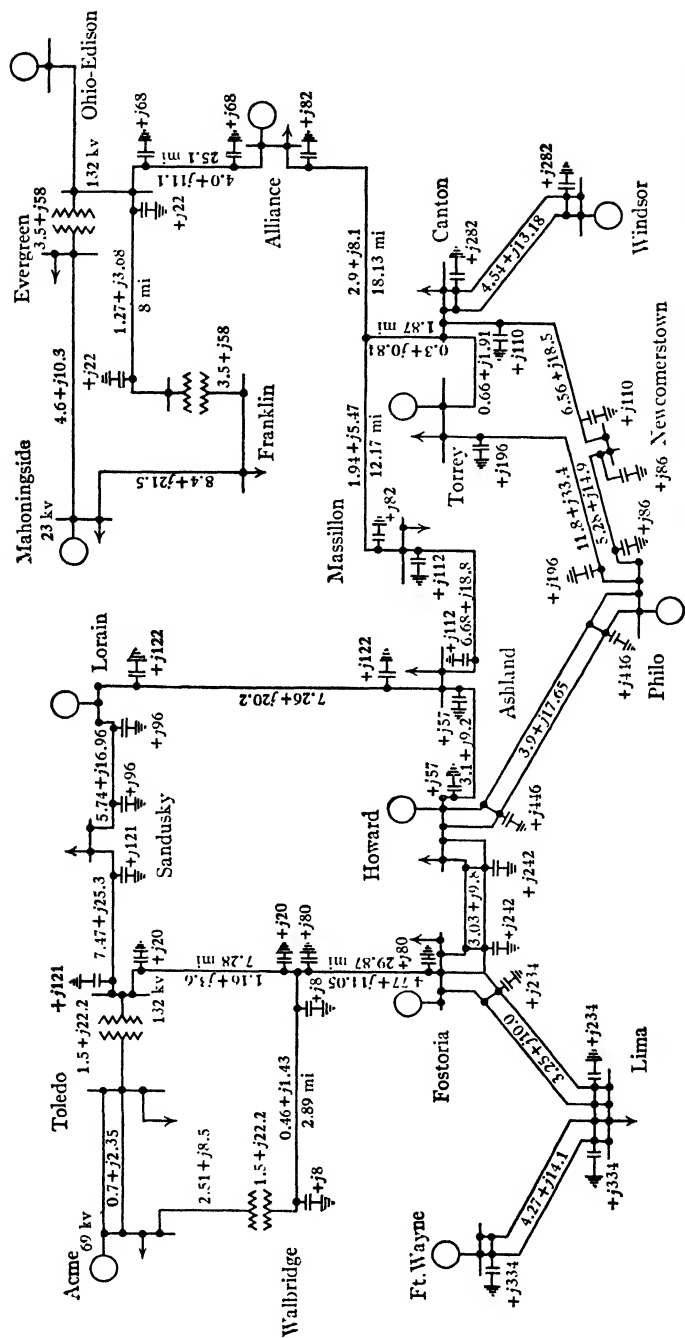 Ohio-Edison
132 kv
Evergreen
3.5+j58
+j68
25.1 mi
4.0+j11.1
+j68
+j22
+j82
Alliance
1.27+j3.68
8 mi
4.6+j10.3
+j22
3.5+j58
Franklin
8.4+j21.5
Mahoningside
23 kv
2.9+j8.1
18.13 mi
Canton
+j282
4.54+j13.18
+j282
Windsor
1.87 mi
0.3+j0.81
0.66+j1.91
+j110
6.56+j18.5
+j110
Newcomerstown
+j86
Torrey
+j196
11.8+j33.4
5.28+j14.9
+j86
+j196
1.94+j5.47
12.17 mi
Massillon
+j82
+j112
6.68+j18.8
+j112
+j122
Ashland
+j57
3.1+j9.2
+j57
Howard
3.9+j17.65
+j446
+j446
Philo
Lorain
+j122
7.26+j20.2
+j96
5.74+j16.96
+j96
Sandusky
+j121
7.47+j25.3
+j121
+j20
132 kv
1.5+j22.2
Toledo
7.28 mi
1.16+j3.6
+j20
+j80
29.87 mi
4.77+j11.05
+j80
+j8
0.46+j1.43
2.89 mi
+j8
1.5+j22.2
2.51+j8.5
Walbridge
0.7+j2.35
Acme
69 kv
3.03+j9.8
+j242
+j242
Fostoria
+j234
3.25+j10.0
+j234
Lima
+j334
4.27+j14.1
+j334
Ft. Wayne